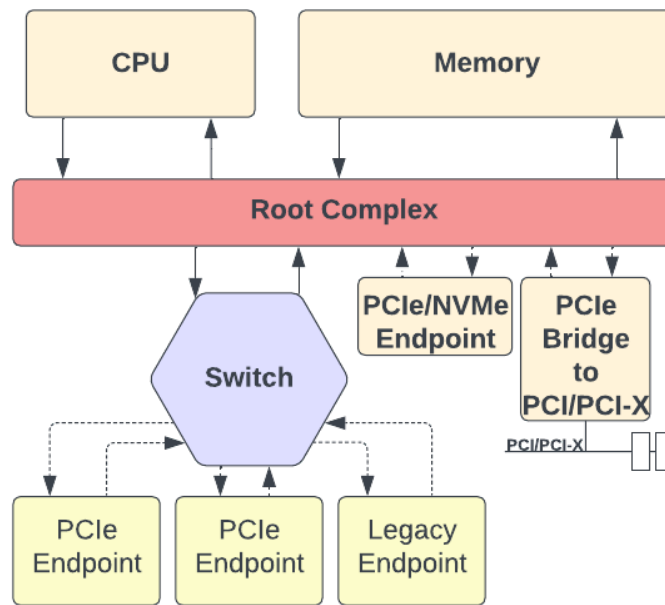 CPU
Memory
Root Complex
PCIe/NVMe
Endpoint
PCIe
Bridge
to
PCI/PCI-X
Switch
PCI/PCI-X
PCIe
Endpoint
PCIe
Endpoint
Legacy
Endpoint